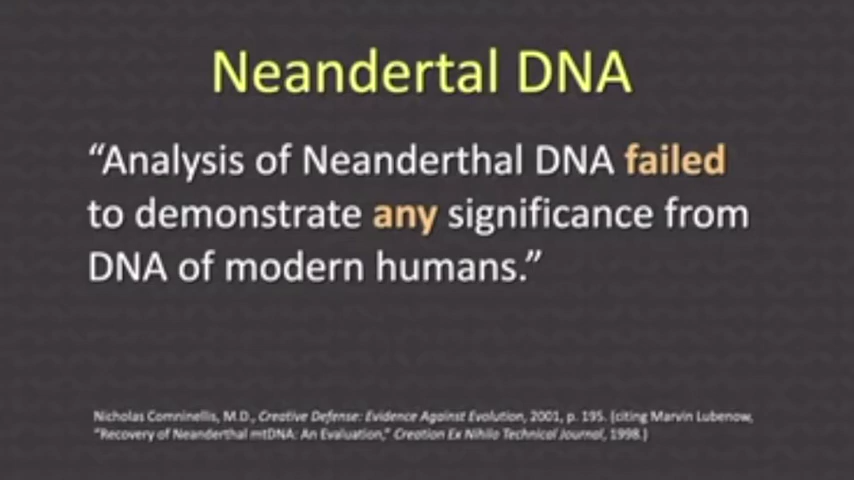 Neandertal DNA
“Analysis of Neanderthal DNA failed
to demonstrate any significance from
DNA of modern humans.”
Nicholas Comninellis, M.D., Creative Defense: Evidence Against Evolution, 2001, p. 195. (citing Marvin Lubenow,
“Recovery of Neanderthal mtDNA: An Evaluation,” Creation Ex Nihilo Technical Journal, 1998.)